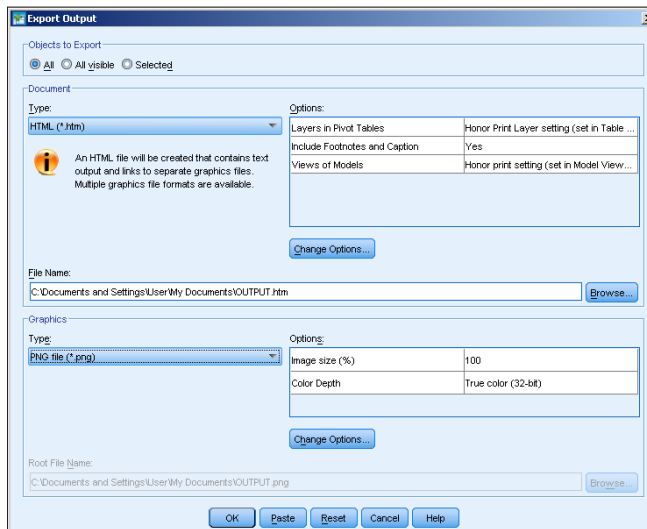 Export Output
Objects to Export
All All visible Selected
Document
Type:
HTML (*.htm)
An HTML file will be created that contains text
output and links to separate graphics files.
Multiple graphics file formats are available.
Options:
Layers in Pivot Tables Honor Print Layer setting (set in Table ...
Include Footnotes and Caption Yes
Views of Models Honor print setting (set in Model View...
Change Options...
File Name:
C:\Documents and Settings\User\My Documents\OUTPUT.htm
Browse...
Graphics
Type:
PNG file (*.png)
Options:
Image size (%) 100
Color Depth True color (32-bit)
Change Options...
Root File Name:
C:\Documents and Settings\User\My Documents\OUTPUT.png
Browse...
OK Paste Reset Cancel Help